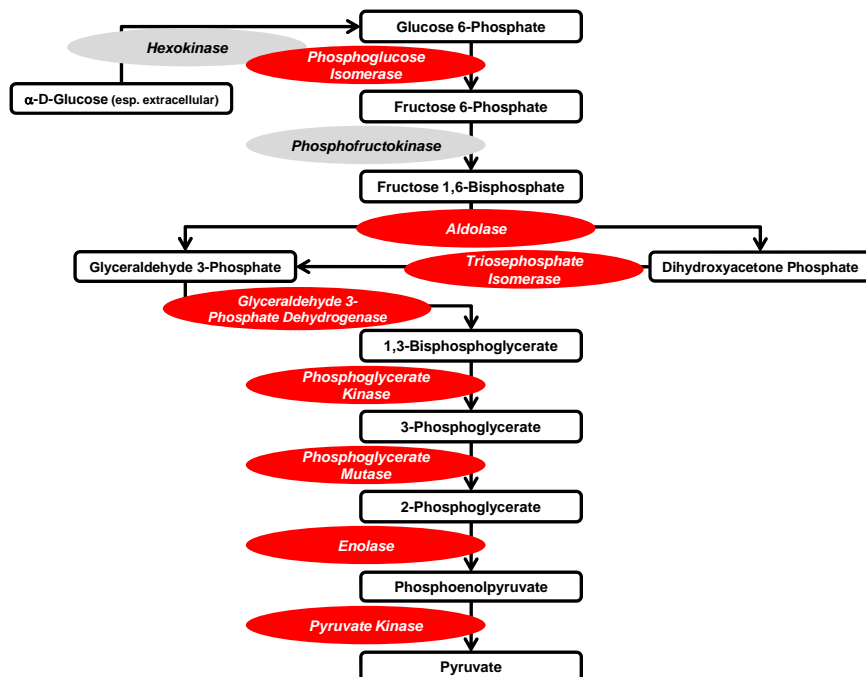 Glucose 6-Phosphate
Hexokinase
Phosphoglucose
Isomerase
α-D-Glucose (esp. extracellular)
Fructose 6-Phosphate
Phosphofructokinase
Fructose 1,6-Bisphosphate
Aldolase
Glyceraldehyde 3-Phosphate
Triosephosphate
Isomerase
Dihydroxyacetone Phosphate
Glyceraldehyde 3-
Phosphate Dehydrogenase
1,3-Bisphosphoglycerate
Phosphoglycerate
Kinase
3-Phosphoglycerate
Phosphoglycerate
Mutase
2-Phosphoglycerate
Enolase
Phosphoenolpyruvate
Pyruvate Kinase
Pyruvate